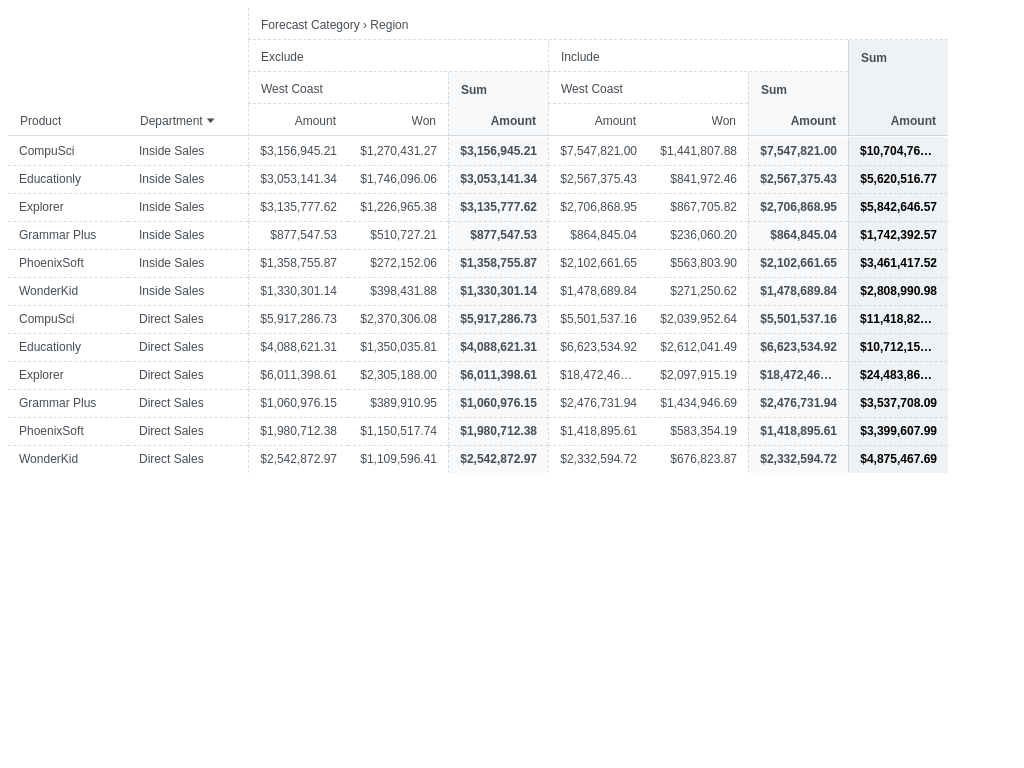 Forecast Category › Region
Exclude Include Sum
West Coast Sum West Coast Sum
Product Department Amount Won Amount Amount Won Amount Amount
CompuSci Inside Sales $3,156,945.21 $1,270,431.27 $3,156,945.21 $7,547,821.00 $1,441,807.88 $7,547,821.00 $10,704,76…
Educationly Inside Sales $3,053,141.34 $1,746,096.06 $3,053,141.34 $2,567,375.43 $841,972.46 $2,567,375.43 $5,620,516.77
Explorer Inside Sales $3,135,777.62 $1,226,965.38 $3,135,777.62 $2,706,868.95 $867,705.82 $2,706,868.95 $5,842,646.57
Grammar Plus Inside Sales $877,547.53 $510,727.21 $877,547.53 $864,845.04 $236,060.20 $864,845.04 $1,742,392.57
PhoenixSoft Inside Sales $1,358,755.87 $272,152.06 $1,358,755.87 $2,102,661.65 $563,803.90 $2,102,661.65 $3,461,417.52
WonderKid Inside Sales $1,330,301.14 $398,431.88 $1,330,301.14 $1,478,689.84 $271,250.62 $1,478,689.84 $2,808,990.98
CompuSci Direct Sales $5,917,286.73 $2,370,306.08 $5,917,286.73 $5,501,537.16 $2,039,952.64 $5,501,537.16 $11,418,82…
Educationly Direct Sales $4,088,621.31 $1,350,035.81 $4,088,621.31 $6,623,534.92 $2,612,041.49 $6,623,534.92 $10,712,15…
Explorer Direct Sales $6,011,398.61 $2,305,188.00 $6,011,398.61 $18,472,46… $2,097,915.19 $18,472,46… $24,483,86…
Grammar Plus Direct Sales $1,060,976.15 $389,910.95 $1,060,976.15 $2,476,731.94 $1,434,946.69 $2,476,731.94 $3,537,708.09
PhoenixSoft Direct Sales $1,980,712.38 $1,150,517.74 $1,980,712.38 $1,418,895.61 $583,354.19 $1,418,895.61 $3,399,607.99
WonderKid Direct Sales $2,542,872.97 $1,109,596.41 $2,542,872.97 $2,332,594.72 $676,823.87 $2,332,594.72 $4,875,467.69